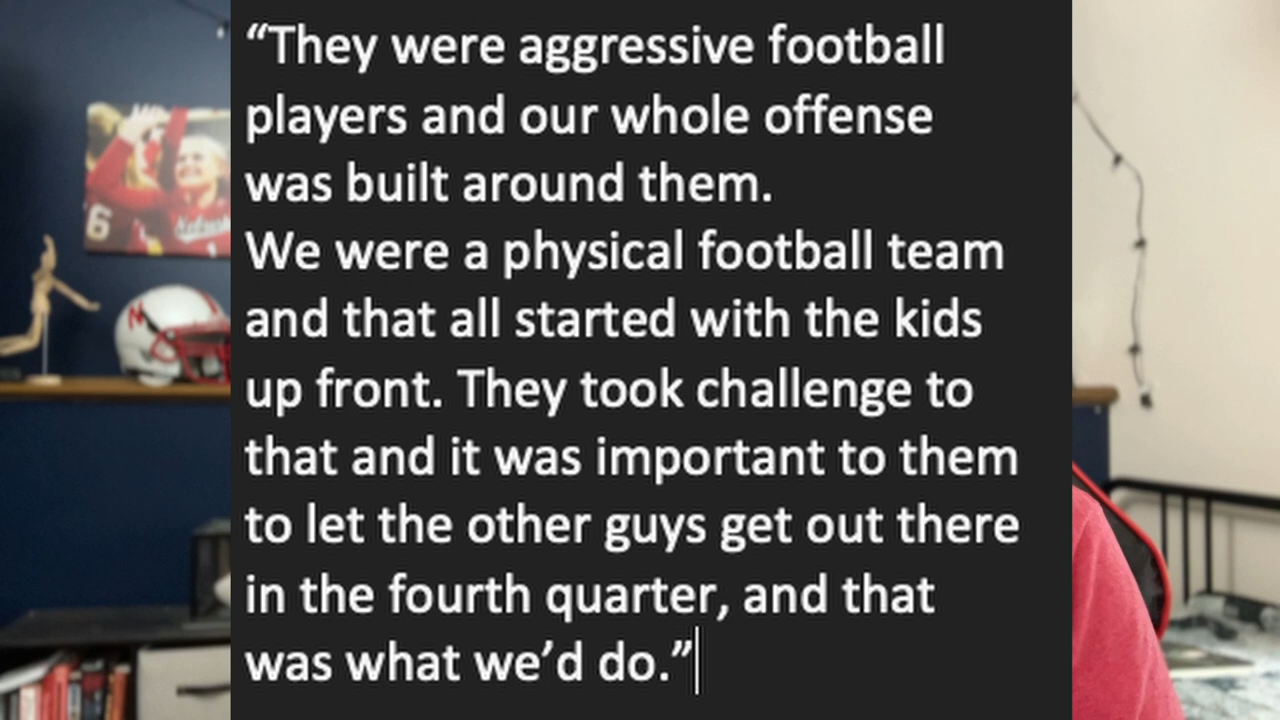 “They were aggressive football
players and our whole offense
was built around them.
We were a physical football team
and that all started with the kids
up front. They took challenge to
that and it was important to them
to let the other guys get out there
in the fourth quarter, and that
was what we’d do.”
6
N